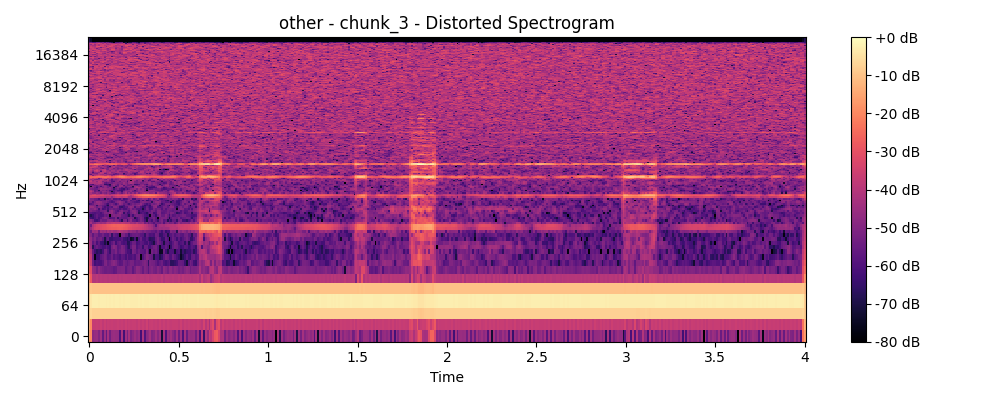 other - chunk_3 - Distorted Spectrogram
Hz
16384
8192
4096
2048
1024
512
256
128
64
0
0 0.5 1 1.5 2 2.5 3 3.5 4
Time
+0 dB
-10 dB
-20 dB
-30 dB
-40 dB
-50 dB
-60 dB
-70 dB
-80 dB